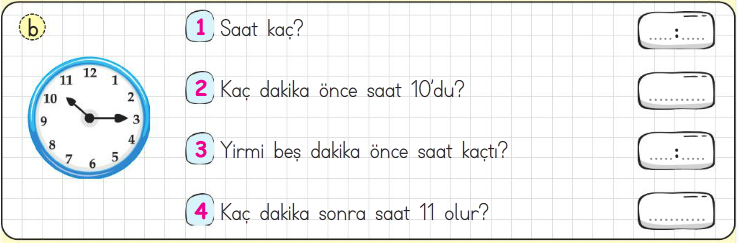 b
1 Saat kaç?
..... : .....
2 Kaç dakika önce saat 10'du?
...............
3 Yirmi beş dakika önce saat kaçtı?
..... : .....
4 Kaç dakika sonra saat 11 olur?
...............
12
1
2
3
4
5
6
7
8
9
10
11